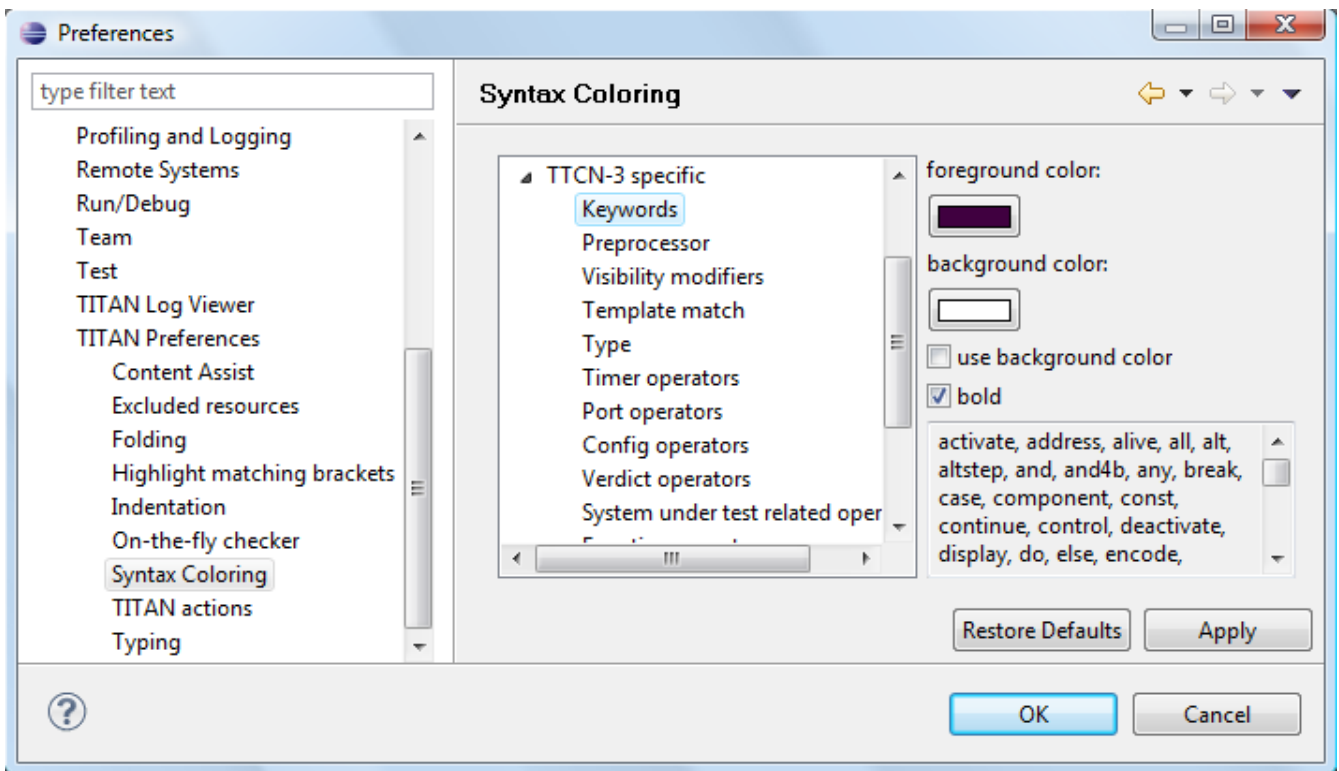 Preferences
type filter text
Profiling and Logging
Remote Systems
Run/Debug
Team
Test
TITAN Log Viewer
TITAN Preferences
Content Assist
Excluded resources
Folding
Highlight matching brackets
Indentation
On-the-fly checker
Syntax Coloring
TITAN actions
Typing
Syntax Coloring
TTCN-3 specific
Keywords
Preprocessor
Visibility modifiers
Template match
Type
Timer operators
Port operators
Config operators
Verdict operators
System under test related oper
foreground color:
background color:
use background color
bold
activate, address, alive, all, alt,
altstep, and, and4b, any, break,
case, component, const,
continue, control, deactivate,
display, do, else, encode,
Restore Defaults
Apply
OK
Cancel